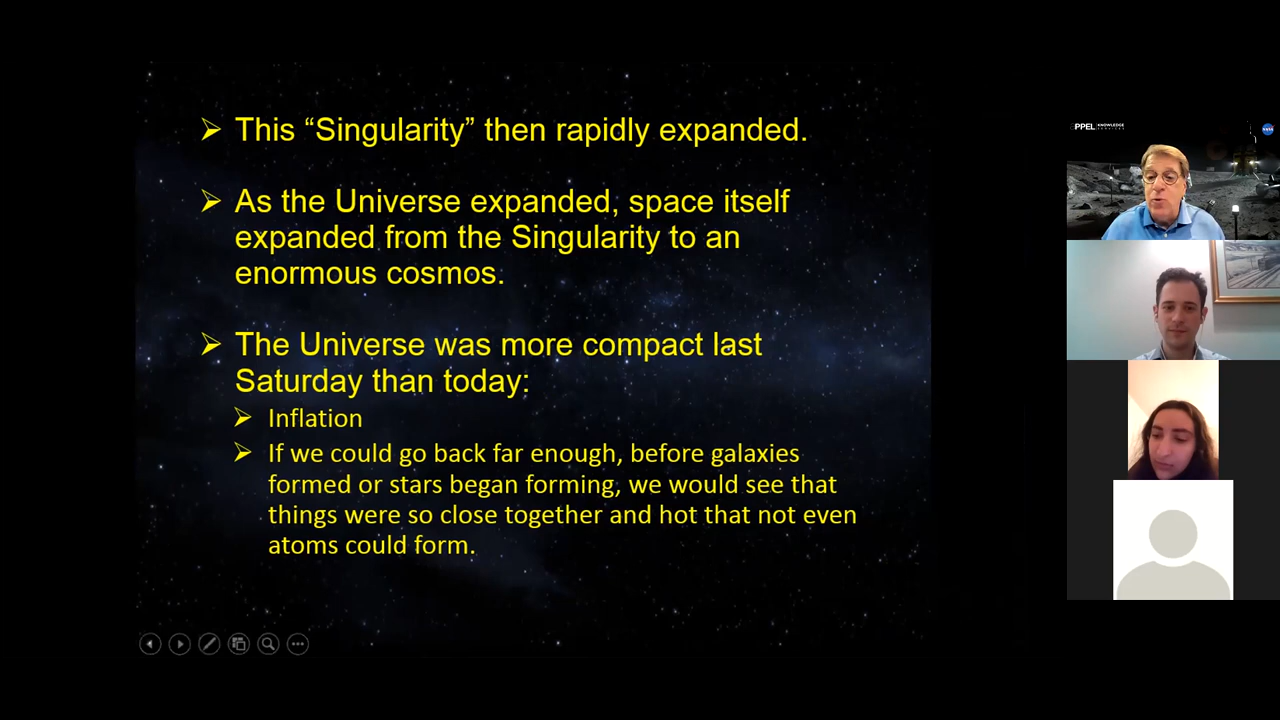 This “Singularity” then rapidly expanded.
As the Universe expanded, space itself
expanded from the Singularity to an
enormous cosmos.
The Universe was more compact last
Saturday than today:
Inflation
If we could go back far enough, before galaxies
formed or stars began forming, we would see that
things were so close together and hot that not even
atoms could form.
PPEL KNOWLEDGE
SERVICES
NASA